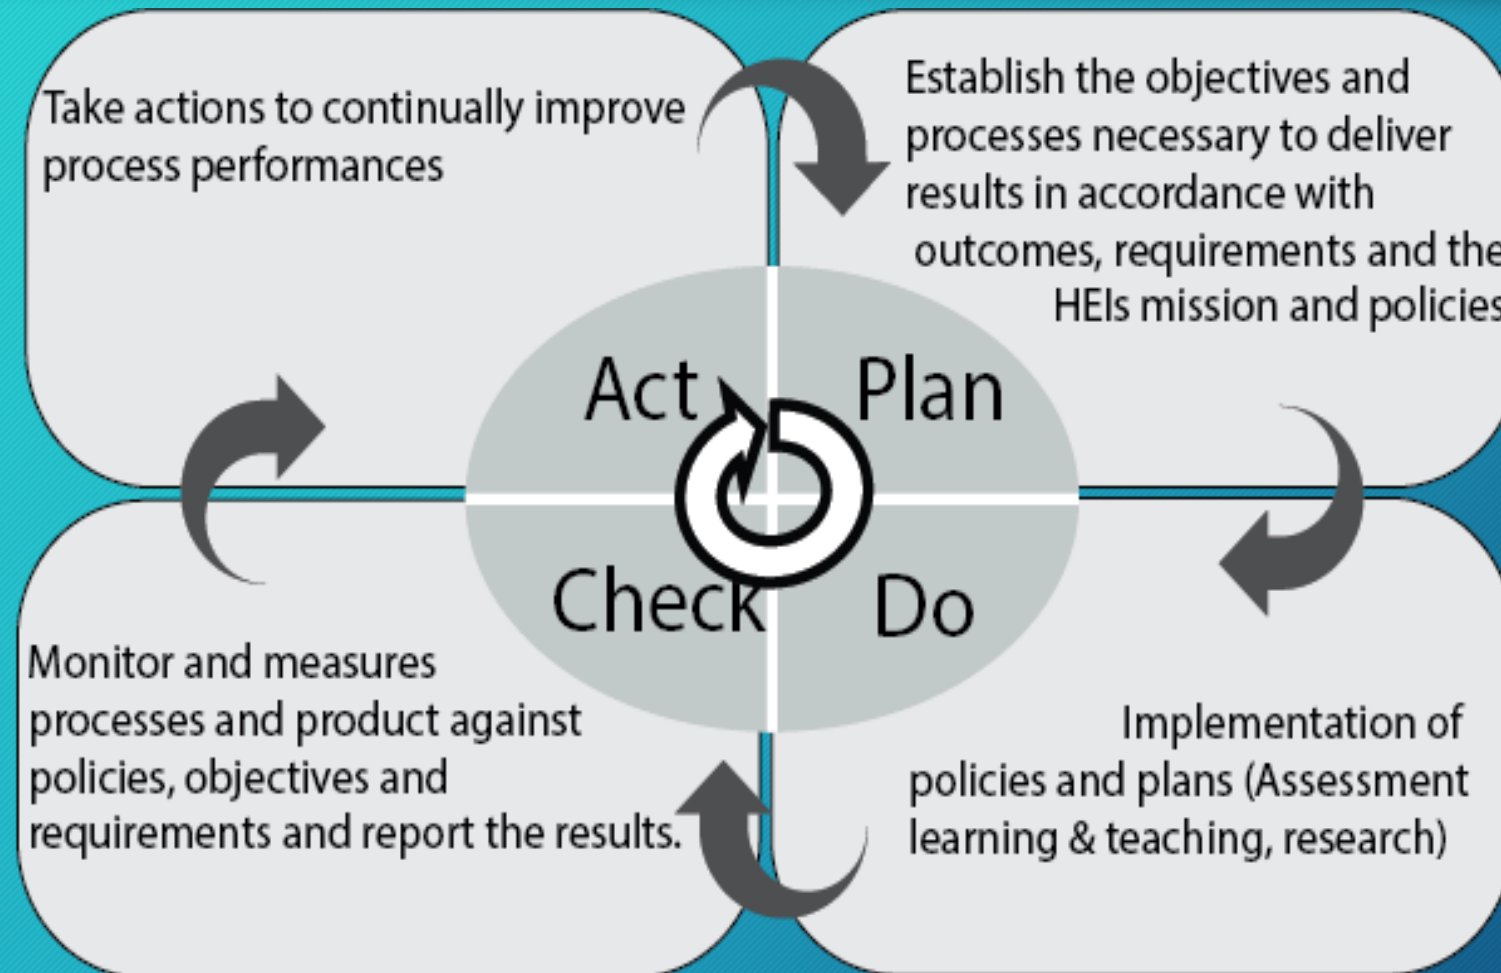 Take actions to continually improve
process performances
Establish the objectives and
processes necessary to deliver
results in accordance with
outcomes, requirements and the
HEIs mission and policies
Act
Plan
Check
Do
Monitor and measures
processes and product against
policies, objectives and
requirements and report the results.
Implementation of
policies and plans (Assessment
learning & teaching, research)